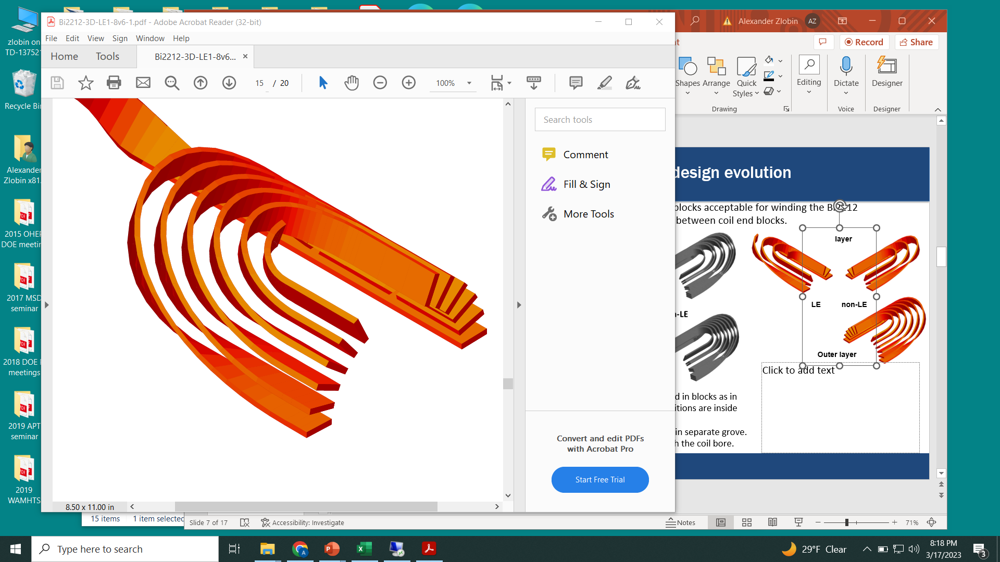 zlobin on
TD-13752
Recycle Bi
Alexander
Zlobin x81.
2015 OHEP
DOE meetin
2017 MSD
seminar
2018 DOE
meetings
2019 APT
seminar
2019
WAMHTS
Bi2212-3D-LE1-8v6-1.pdf - Adobe Acrobat Reader (32-bit)
File Edit View Sign Window Help
Home Tools Bi2212-3D-LE1-8v6... ×
15 / 20 100%
Search tools
Comment
Fill & Sign
More Tools
Convert and edit PDFs
with Acrobat Pro
Start Free Trial
8.50 x 11.00 in
15 items 1 item selected
Alexander Zlobin AZ
Record Share
Shapes Arrange Quick
Styles
Editing Dictate Designer
Drawing Voice Designer
design evolution
blocks acceptable for winding the Bi2212
between coil end blocks.
layer
LE non-LE
n-LE
Outer layer
Click to add text
d in blocks as in
itions are inside
in separate grove.
h the coil bore.
Slide 7 of 17 Accessibility: Investigate Notes 71%
Type here to search
29°F Clear
8:18 PM
3/17/2023
3